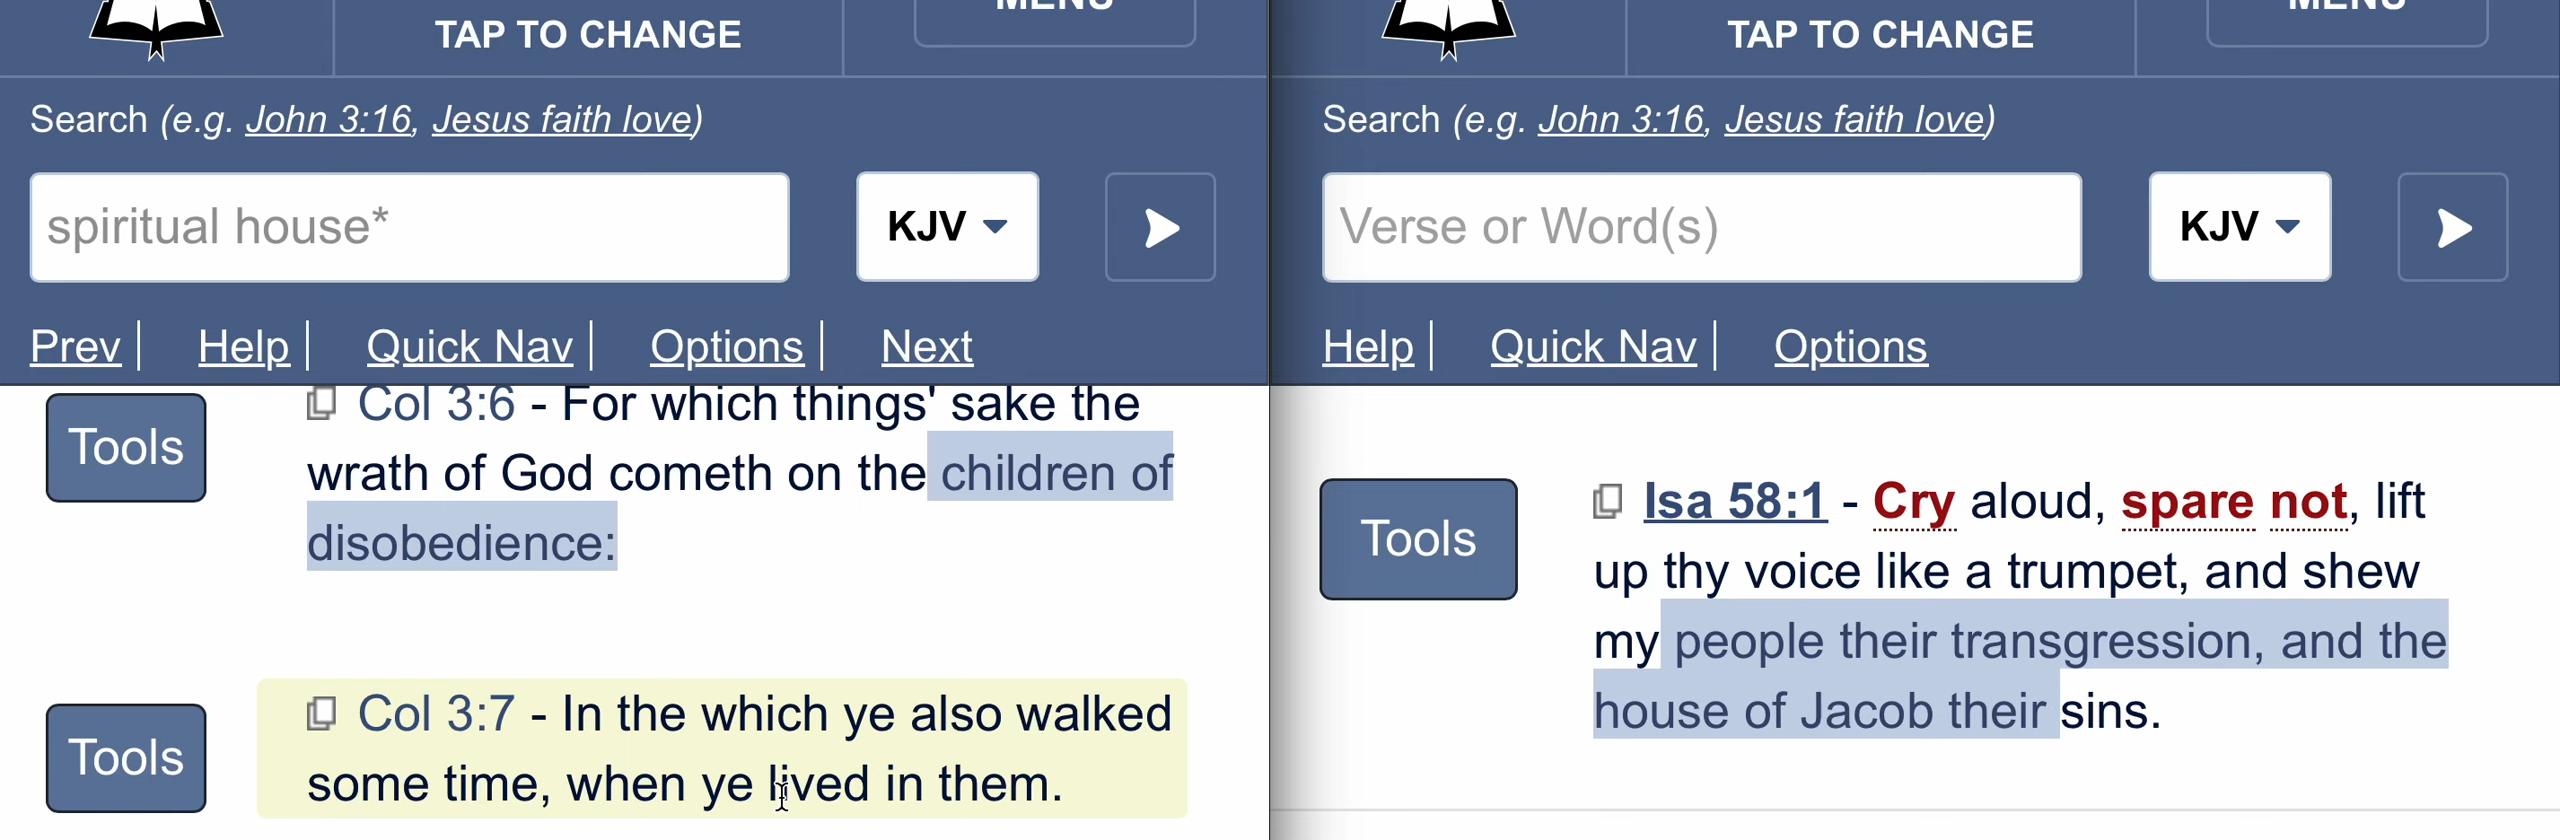 TAP TO CHANGE
MENU
Search (e.g. John 3:16, Jesus faith love)
spiritual house*
KJV
Prev
Help
Quick Nav
Options
Next
Tools
Col 3:6 - For which things' sake the
wrath of God cometh on the children of
disobedience:
Tools
Col 3:7 - In the which ye also walked
some time, when ye lived in them.
TAP TO CHANGE
MENU
Search (e.g. John 3:16, Jesus faith love)
Verse or Word(s)
KJV
Help
Quick Nav
Options
Tools
Isa 58:1 - Cry aloud, spare not, lift
up thy voice like a trumpet, and shew
my people their transgression, and the
house of Jacob their sins.